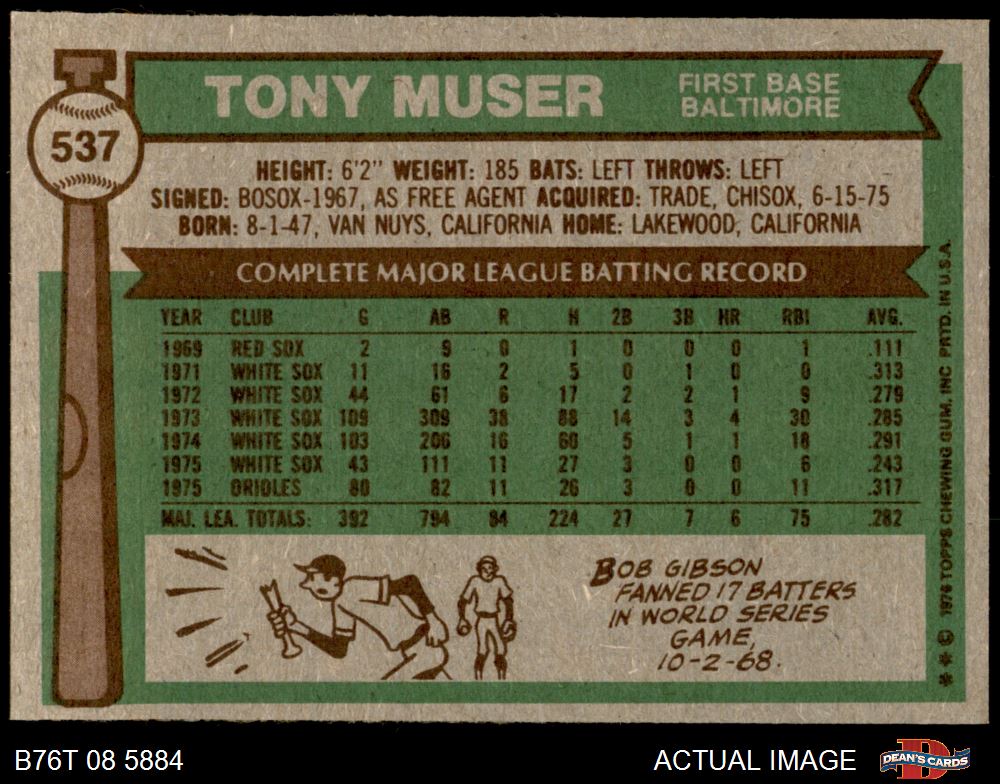 537
TONY MUSER
FIRST BASE
BALTIMORE
HEIGHT: 6'2" WEIGHT: 185 BATS: LEFT THROWS: LEFT
SIGNED: BOSOX-1967, AS FREE AGENT ACQUIRED: TRADE, CHISOX, 6-15-75
BORN: 8-1-47, VAN NUYS, CALIFORNIA HOME: LAKEWOOD, CALIFORNIA
COMPLETE MAJOR LEAGUE BATTING RECORD
YEAR CLUB G AB R H 2B 3B HR RBI AVG.
1969 RED SOX 2 9 0 1 0 0 0 1 .111
1971 WHITE SOX 11 16 2 5 0 1 0 0 .313
1972 WHITE SOX 44 61 6 17 2 2 1 9 .279
1973 WHITE SOX 109 309 38 88 14 3 4 30 .285
1974 WHITE SOX 103 206 16 60 5 1 1 18 .291
1975 WHITE SOX 43 111 11 27 3 0 0 6 .243
1975 ORIOLES 80 82 11 26 3 0 0 11 .317
MAJ. LEA. TOTALS: 392 794 84 224 27 7 6 75 .282
BOB GIBSON
FANNED 17 BATTERS
IN WORLD SERIES
GAME,
10-2-68.
** © 1976 TOPPS CHEWING GUM, INC PRTD. IN U.S.A.
B76T 08 5884
ACTUAL IMAGE
DEAN'S CARDS